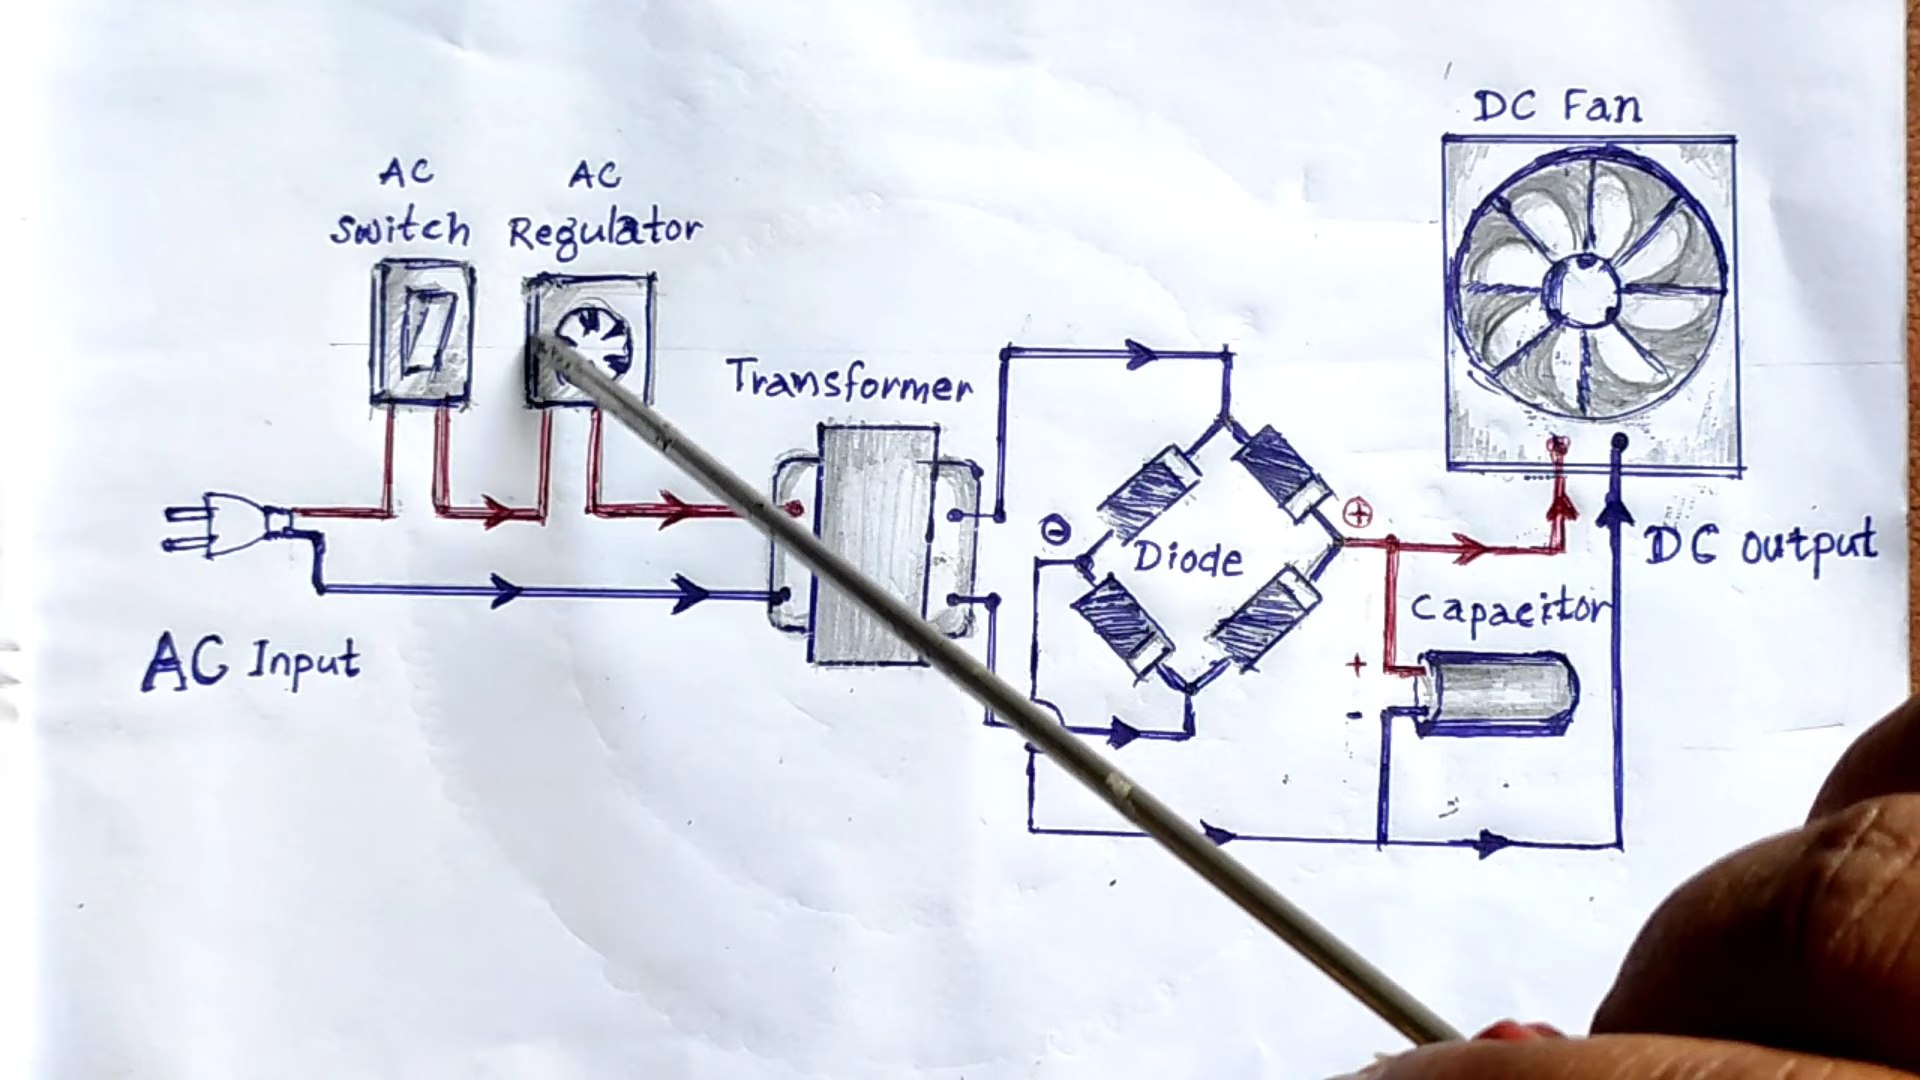 DC Fan
AC
Switch
AC
Regulator
Transformer
⊖
Diode
⊕
DC output
Capacitor
+
-
AC Input